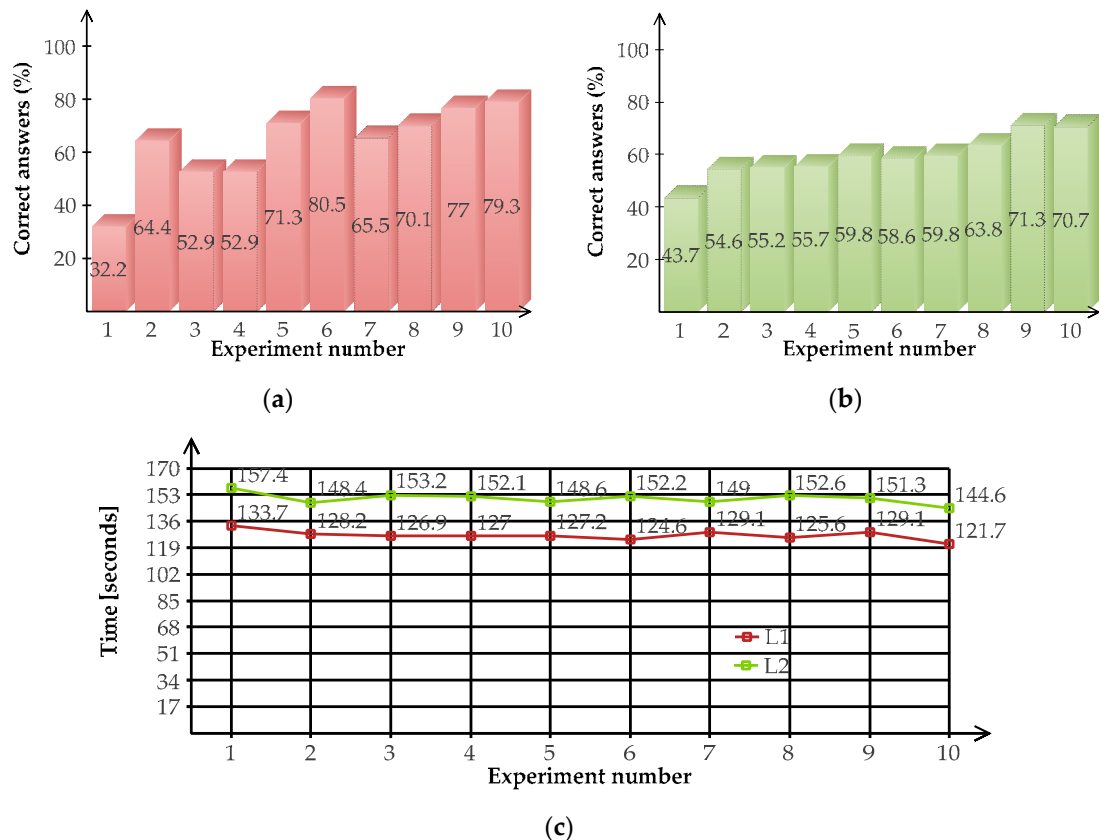 Correct answers (%)
100
80
60
40
20
32.2
64.4
52.9
52.9
71.3
80.5
65.5
70.1
77
79.3
1 2 3 4 5 6 7 8 9 10
Experiment number
(a)
Correct answers (%)
100
80
60
40
20
43.7
54.6
55.2
55.7
59.8
58.6
59.8
63.8
71.3
70.7
1 2 3 4 5 6 7 8 9 10
Experiment number
(b)
Time [seconds]
170
153
136
119
102
85
68
51
34
17
157.4 148.4 153.2 152.1 148.6 152.2 149 152.6 151.3 144.6
133.7 128.2 126.9 127 127.2 124.6 129.1 125.6 129.1 121.7
L1
L2
1 2 3 4 5 6 7 8 9 10
Experiment number
(c)